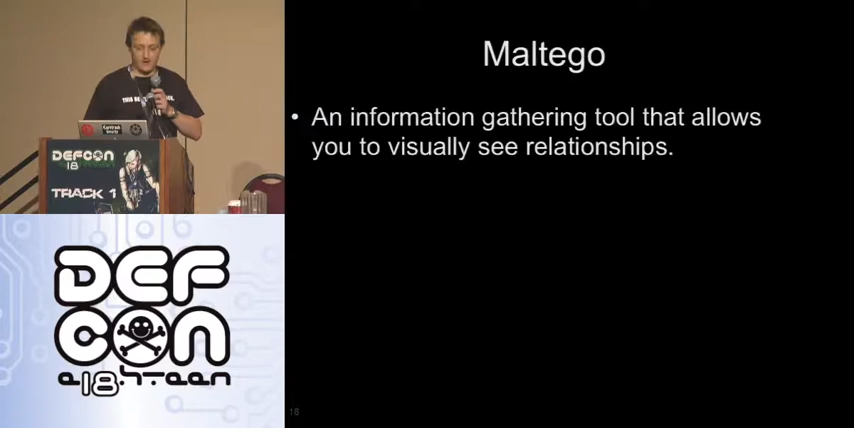 Maltego
• An information gathering tool that allows
you to visually see relationships.
DEFCON
18
TRACK 1
DEF
CON
18